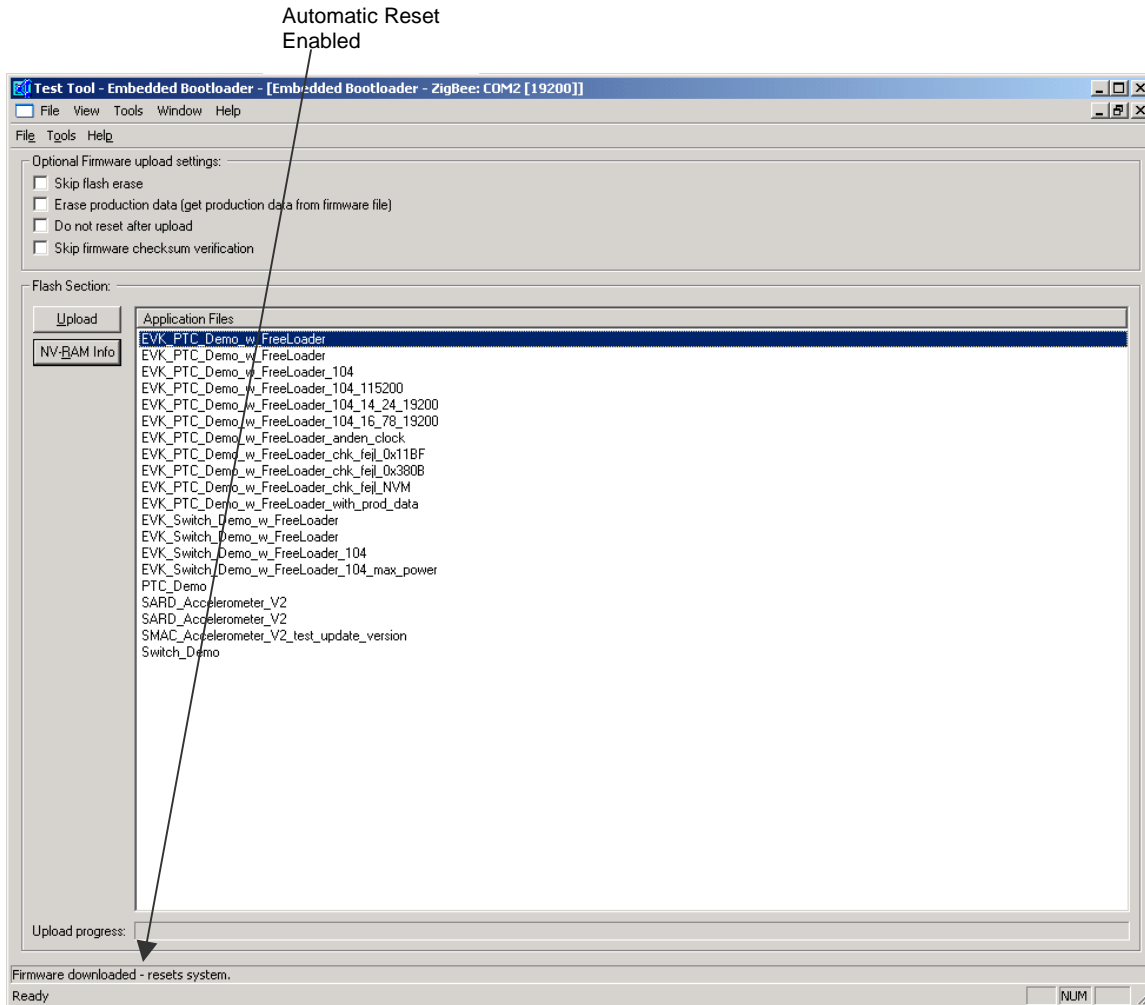 Automatic Reset
Enabled
Test Tool - Embedded Bootloader - [Embedded Bootloader - ZigBee: COM2 [19200]]
File View Tools Window Help
File Tools Help
Optional Firmware upload settings:
Skip flash erase
Erase production data (get production data from firmware file)
Do not reset after upload
Skip firmware checksum verification
Flash Section:
Upload
NV-RAM Info
Application Files
EVK_PTC_Demo_w_FreeLoader
EVK_PTC_Demo_w_FreeLoader
EVK_PTC_Demo_w_FreeLoader_104
EVK_PTC_Demo_w_FreeLoader_104_115200
EVK_PTC_Demo_w_FreeLoader_104_14_24_19200
EVK_PTC_Demo_w_FreeLoader_104_16_78_19200
EVK_PTC_Demo_w_FreeLoader_anden_clock
EVK_PTC_Demo_w_FreeLoader_chk_fejl_0x11BF
EVK_PTC_Demo_w_FreeLoader_chk_fejl_0x380B
EVK_PTC_Demo_w_FreeLoader_chk_fejl_NVM
EVK_PTC_Demo_w_FreeLoader_with_prod_data
EVK_Switch_Demo_w_FreeLoader
EVK_Switch_Demo_w_FreeLoader
EVK_Switch_Demo_w_FreeLoader_104
EVK_Switch_Demo_w_FreeLoader_104_max_power
PTC_Demo
SARD_Accelerometer_V2
SARD_Accelerometer_V2
SMAC_Accelerometer_V2_test_update_version
Switch_Demo
Upload progress:
Firmware downloaded - resets system.
Ready NUM